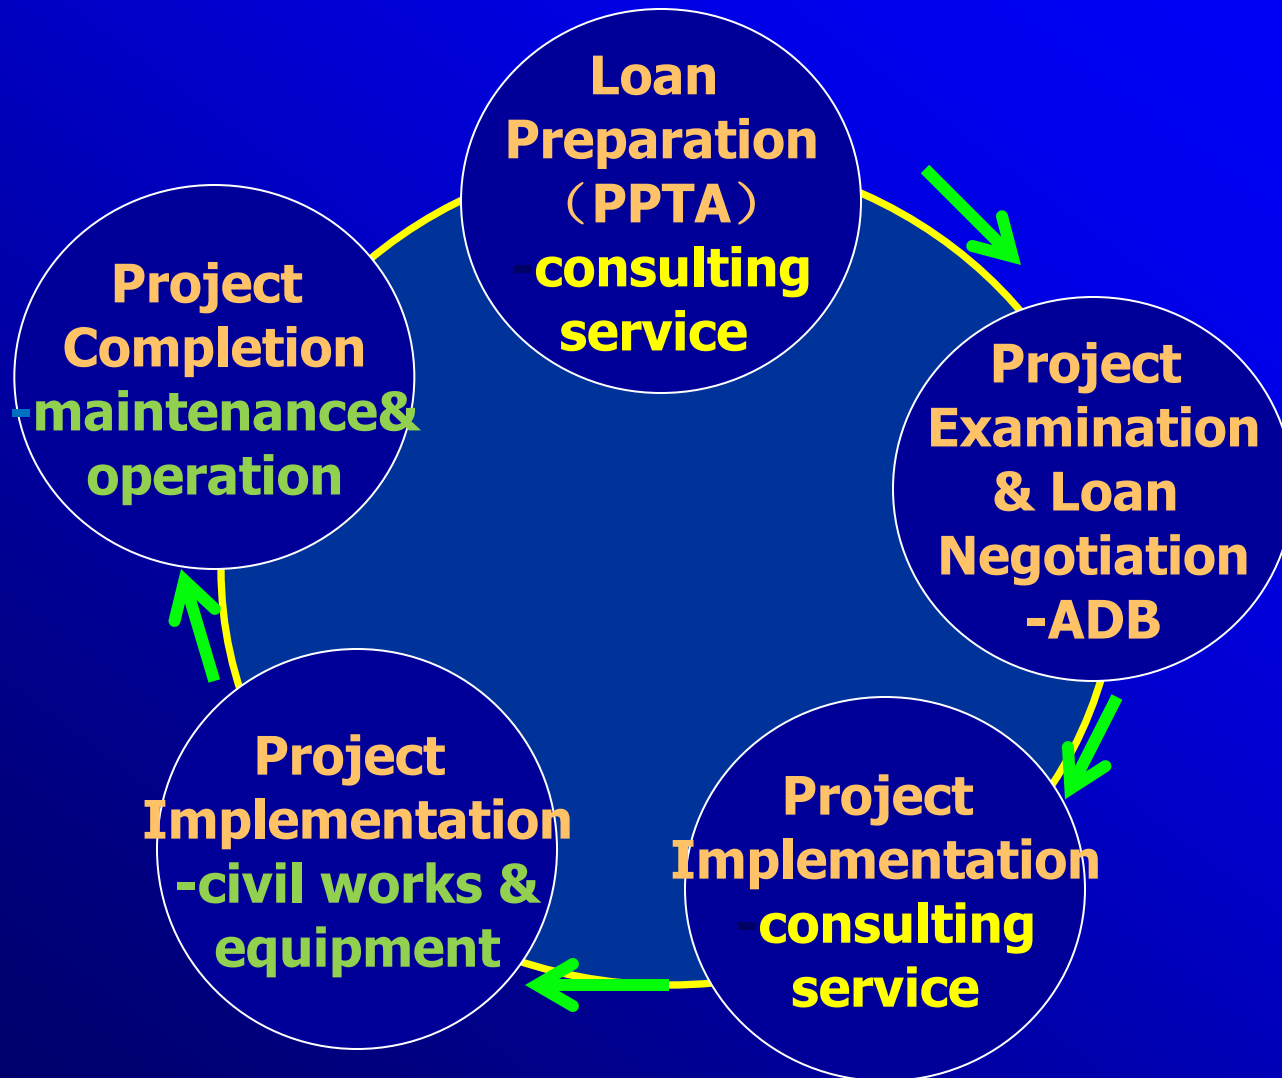 Loan
Preparation
（PPTA）
-consulting
service
Project
Examination
& Loan
Negotiation
-ADB
Project
Implementation
-consulting
service
Project
Implementation
-civil works &
equipment
Project
Completion
-maintenance&
operation